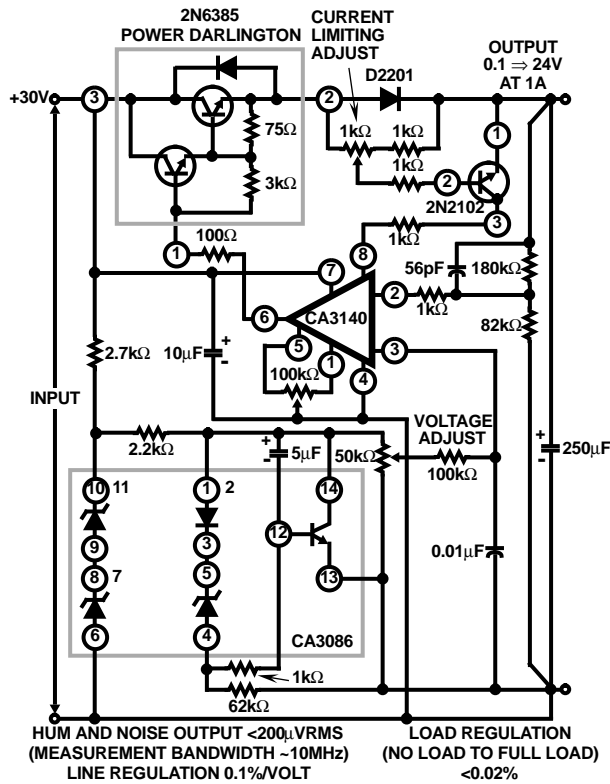 2N6385
POWER DARLINGTON
CURRENT
LIMITING
ADJUST
OUTPUT
0.1 ⇒ 24V
AT 1A
D2201
+30V
3
2
75Ω
3kΩ
1kΩ
1kΩ
1kΩ
1
2
2N2102
3
1kΩ
1
100Ω
8
7
56pF
180kΩ
6
CA3140
2
1kΩ
82kΩ
5
1
3
4
2.7kΩ
10μF
+
-
100kΩ
INPUT
VOLTAGE
ADJUST
2.2kΩ
+
-
5μF
50kΩ
100kΩ
+
-
250μF
10
11
1
2
14
9
3
12
8
7
5
13
0.01μF
6
4
CA3086
1kΩ
62kΩ
HUM AND NOISE OUTPUT <200μVRMS
(MEASUREMENT BANDWIDTH ~10MHz)
LINE REGULATION 0.1%/VOLT
LOAD REGULATION
(NO LOAD TO FULL LOAD)
<0.02%